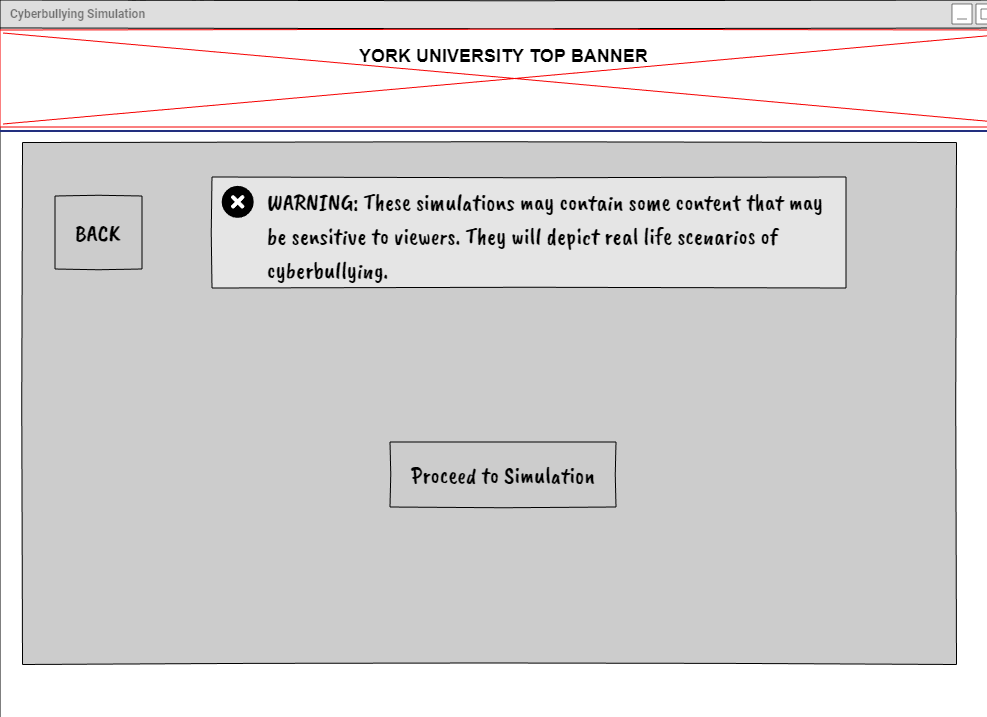 Cyberbullying Simulation
YORK UNIVERSITY TOP BANNER
BACK
WARNING: These simulations may contain some content that may
be sensitive to viewers. They will depict real life scenarios of
cyberbullying.
Proceed to Simulation